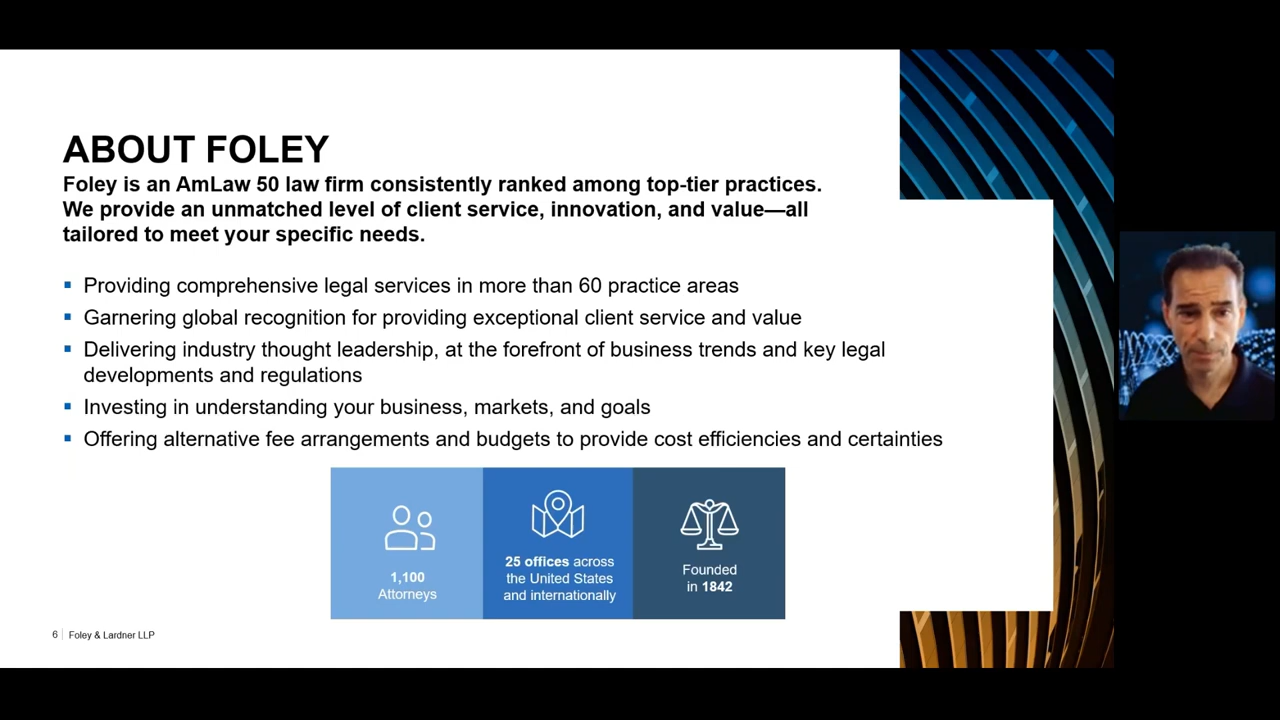 ABOUT FOLEY
Foley is an AmLaw 50 law firm consistently ranked among top-tier practices.
We provide an unmatched level of client service, innovation, and value—all
tailored to meet your specific needs.
▪ Providing comprehensive legal services in more than 60 practice areas
▪ Garnering global recognition for providing exceptional client service and value
▪ Delivering industry thought leadership, at the forefront of business trends and key legal
developments and regulations
▪ Investing in understanding your business, markets, and goals
▪ Offering alternative fee arrangements and budgets to provide cost efficiencies and certainties
1,100
Attorneys
25 offices across
the United States
and internationally
Founded
in 1842
6 | Foley & Lardner LLP